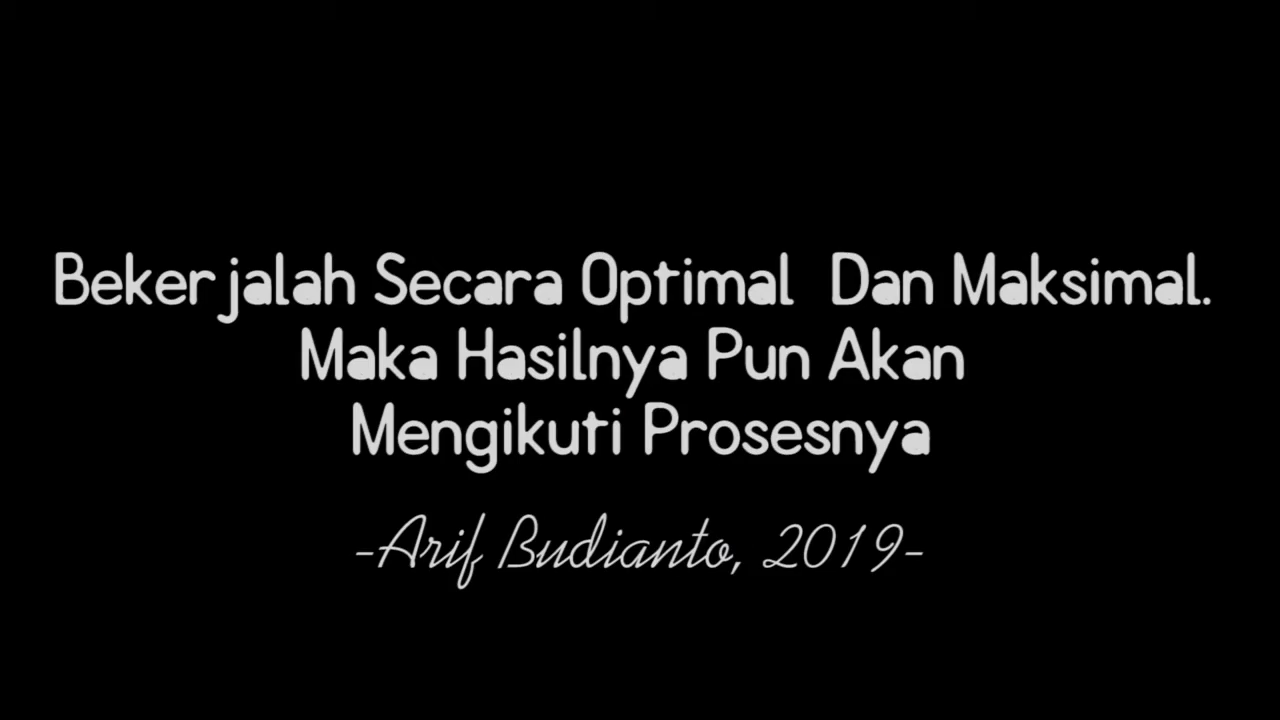 Bekerjalah Secara Optimal Dan Maksimal.
Maka Hasilnya Pun Akan
Mengikuti Prosesnya
-Arif Budianto, 2019-